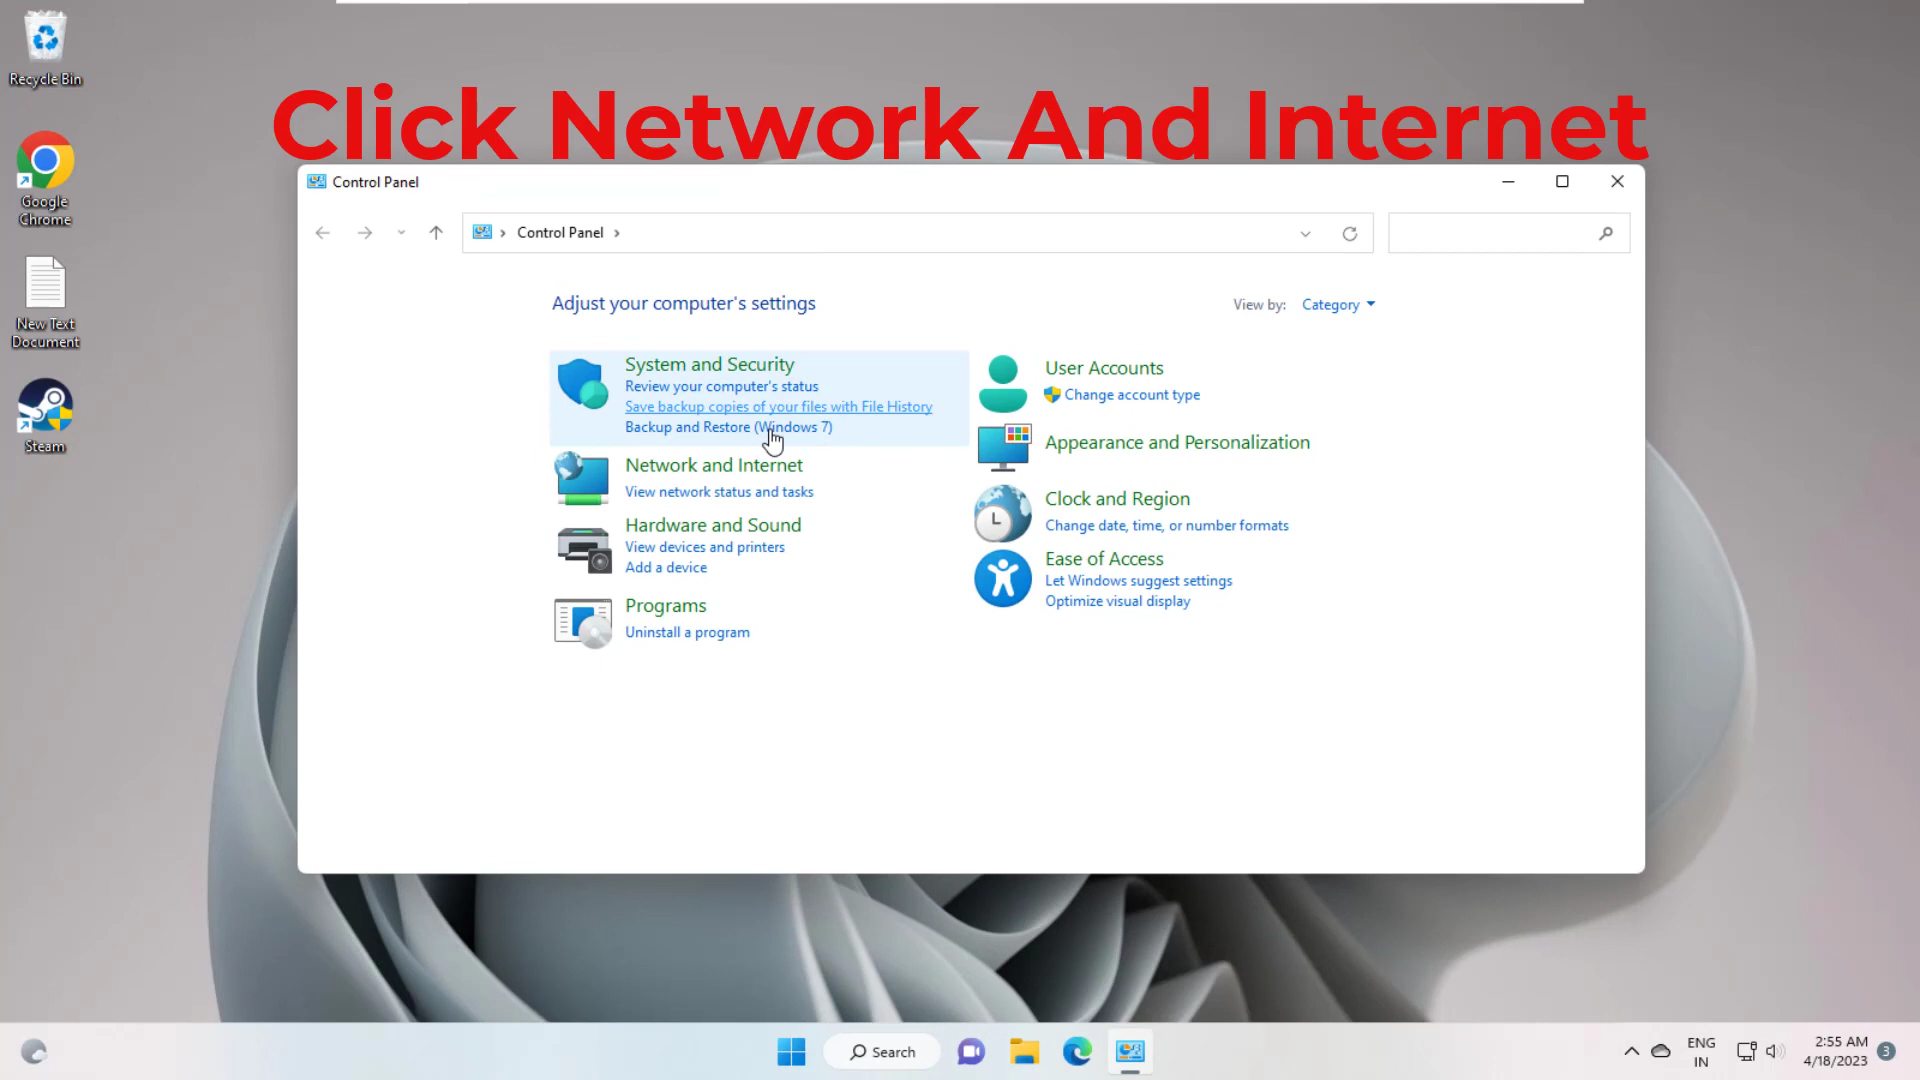 Recycle Bin
Google
Chrome
New Text
Document
Steam
Click Network And Internet
Control Panel
Control Panel
Adjust your computer's settings
View by: Category
System and Security
Review your computer's status
Save backup copies of your files with File History
Backup and Restore (Windows 7)
Network and Internet
View network status and tasks
Hardware and Sound
View devices and printers
Add a device
Programs
Uninstall a program
User Accounts
Change account type
Appearance and Personalization
Clock and Region
Change date, time, or number formats
Ease of Access
Let Windows suggest settings
Optimize visual display
Search
ENG
IN
2:55 AM
4/18/2023
3